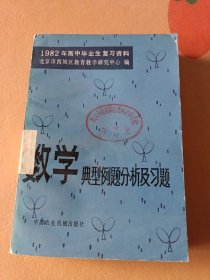 1982年高中毕业生复习资料
北京市西城区教育教学研究中心 编
数学 典型例题分析及习题
中国农业机械出版社